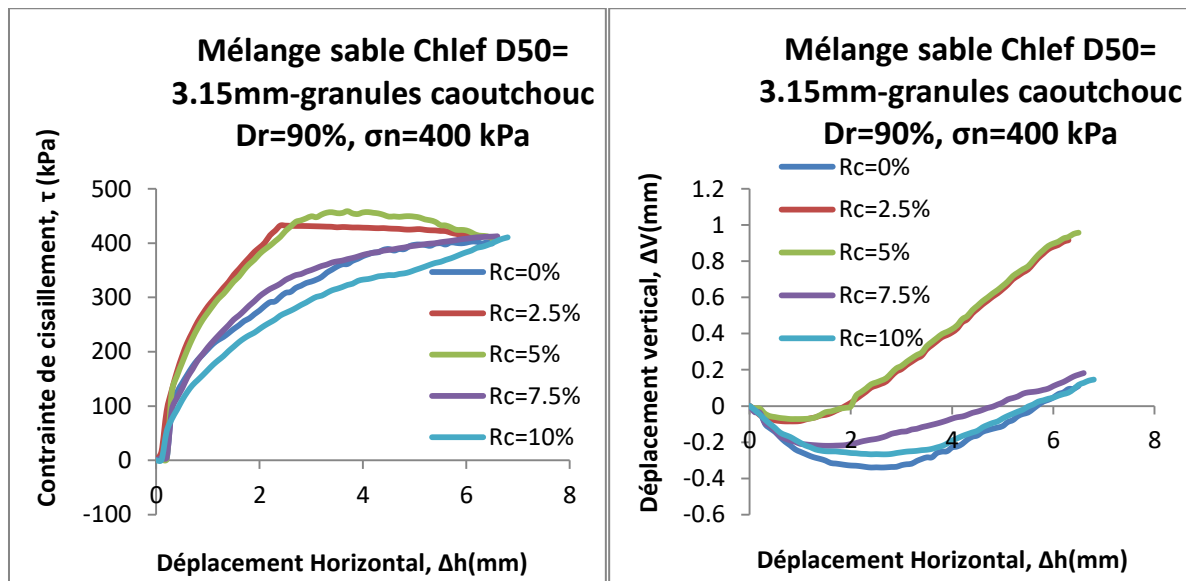 Mélange sable Chlef D50=
3.15mm-granules caoutchouc
Dr=90%, σn=400 kPa
Contrainte de cisaillement, τ (kPa)
500
400
300
200
100
0
-100
0
2
4
6
8
Rc=0%
Rc=2.5%
Rc=5%
Rc=7.5%
Rc=10%
Déplacement Horizontal, Δh(mm)
Mélange sable Chlef D50=
3.15mm-granules caoutchouc
Dr=90%, σn=400 kPa
Déplacement vertical, ΔV(mm)
Rc=0%
Rc=2.5%
Rc=5%
Rc=7.5%
Rc=10%
1.2
1
0.8
0.6
0.4
0.2
0
-0.2
-0.4
-0.6
0
2
4
6
8
Déplacement Horizontal, Δh(mm)